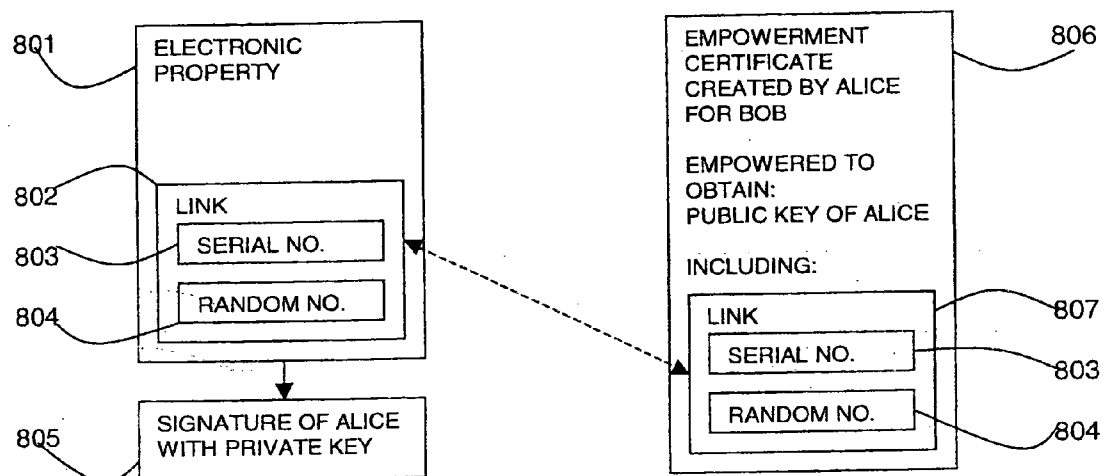 801
ELECTRONIC
PROPERTY
802
LINK
803
SERIAL NO.
804
RANDOM NO.
805
SIGNATURE OF ALICE
WITH PRIVATE KEY
EMPOWERMENT
CERTIFICATE
CREATED BY ALICE
FOR BOB
806
EMPOWERED TO
OBTAIN:
PUBLIC KEY OF ALICE
INCLUDING:
LINK
807
SERIAL NO.
803
RANDOM NO.
804